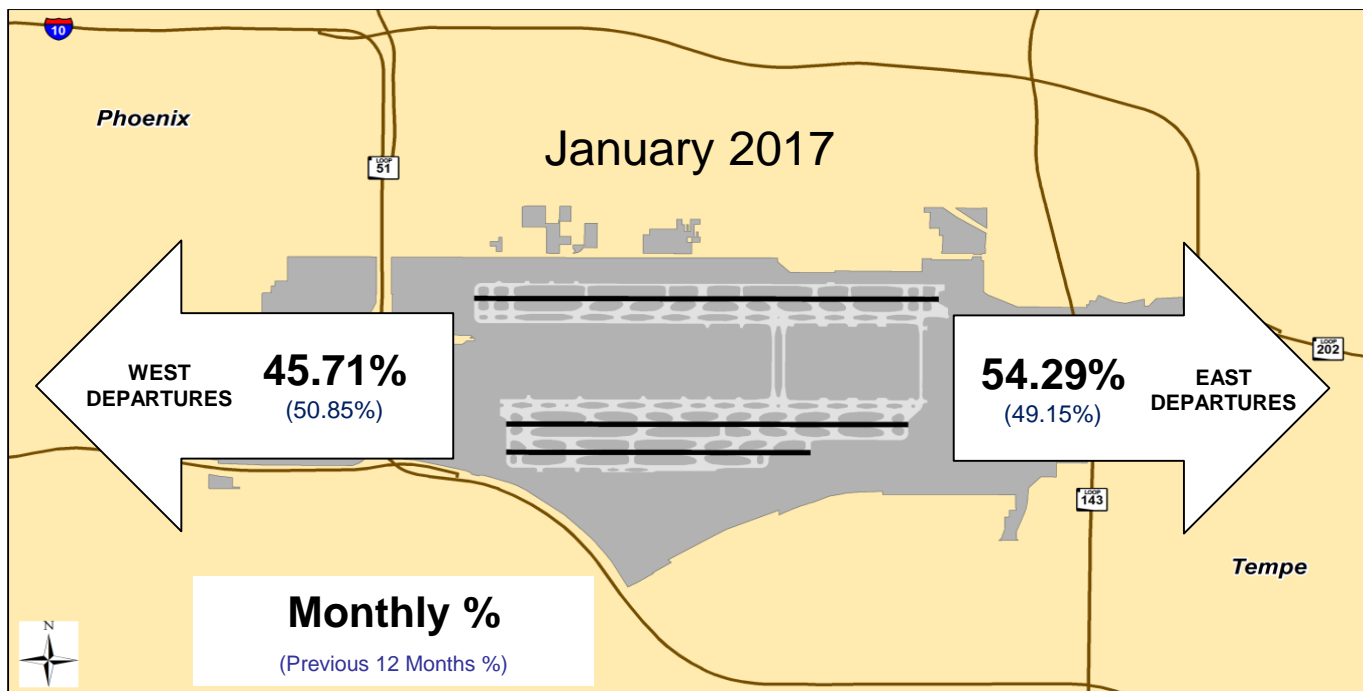 10
Phoenix
LOOP
51
January 2017
WEST
DEPARTURES
45.71%
(50.85%)
54.29%
(49.15%)
EAST
DEPARTURES
LOOP
202
LOOP
143
Tempe
Monthly %
(Previous 12 Months %)
N